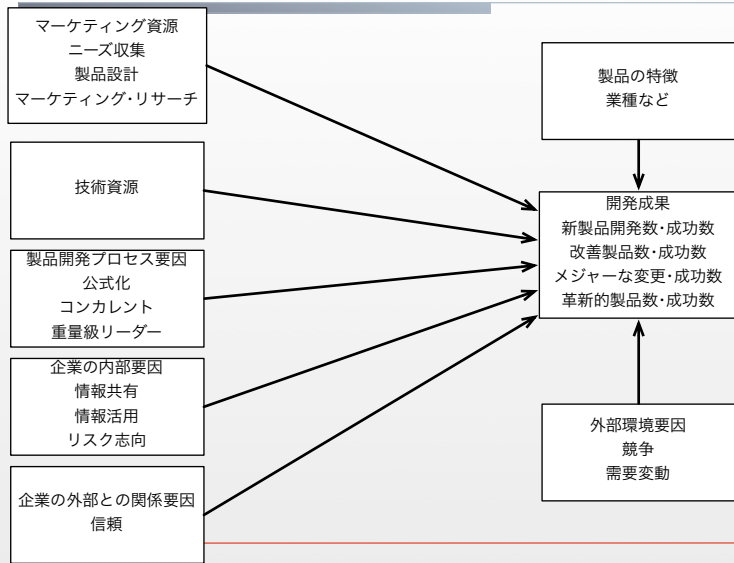 マーケティング資源
ニーズ収集
製品設計
マーケティング・リサーチ
技術資源
製品開発プロセス要因
公式化
コンカレント
重量級リーダー
企業の内部要因
情報共有
情報活用
リスク志向
企業の外部との関係要因
信頼
製品の特徴
業種など
開発成果
新製品開発数・成功数
改善製品数・成功数
メジャーな変更・成功数
革新的製品数・成功数
外部環境要因
競争
需要変動